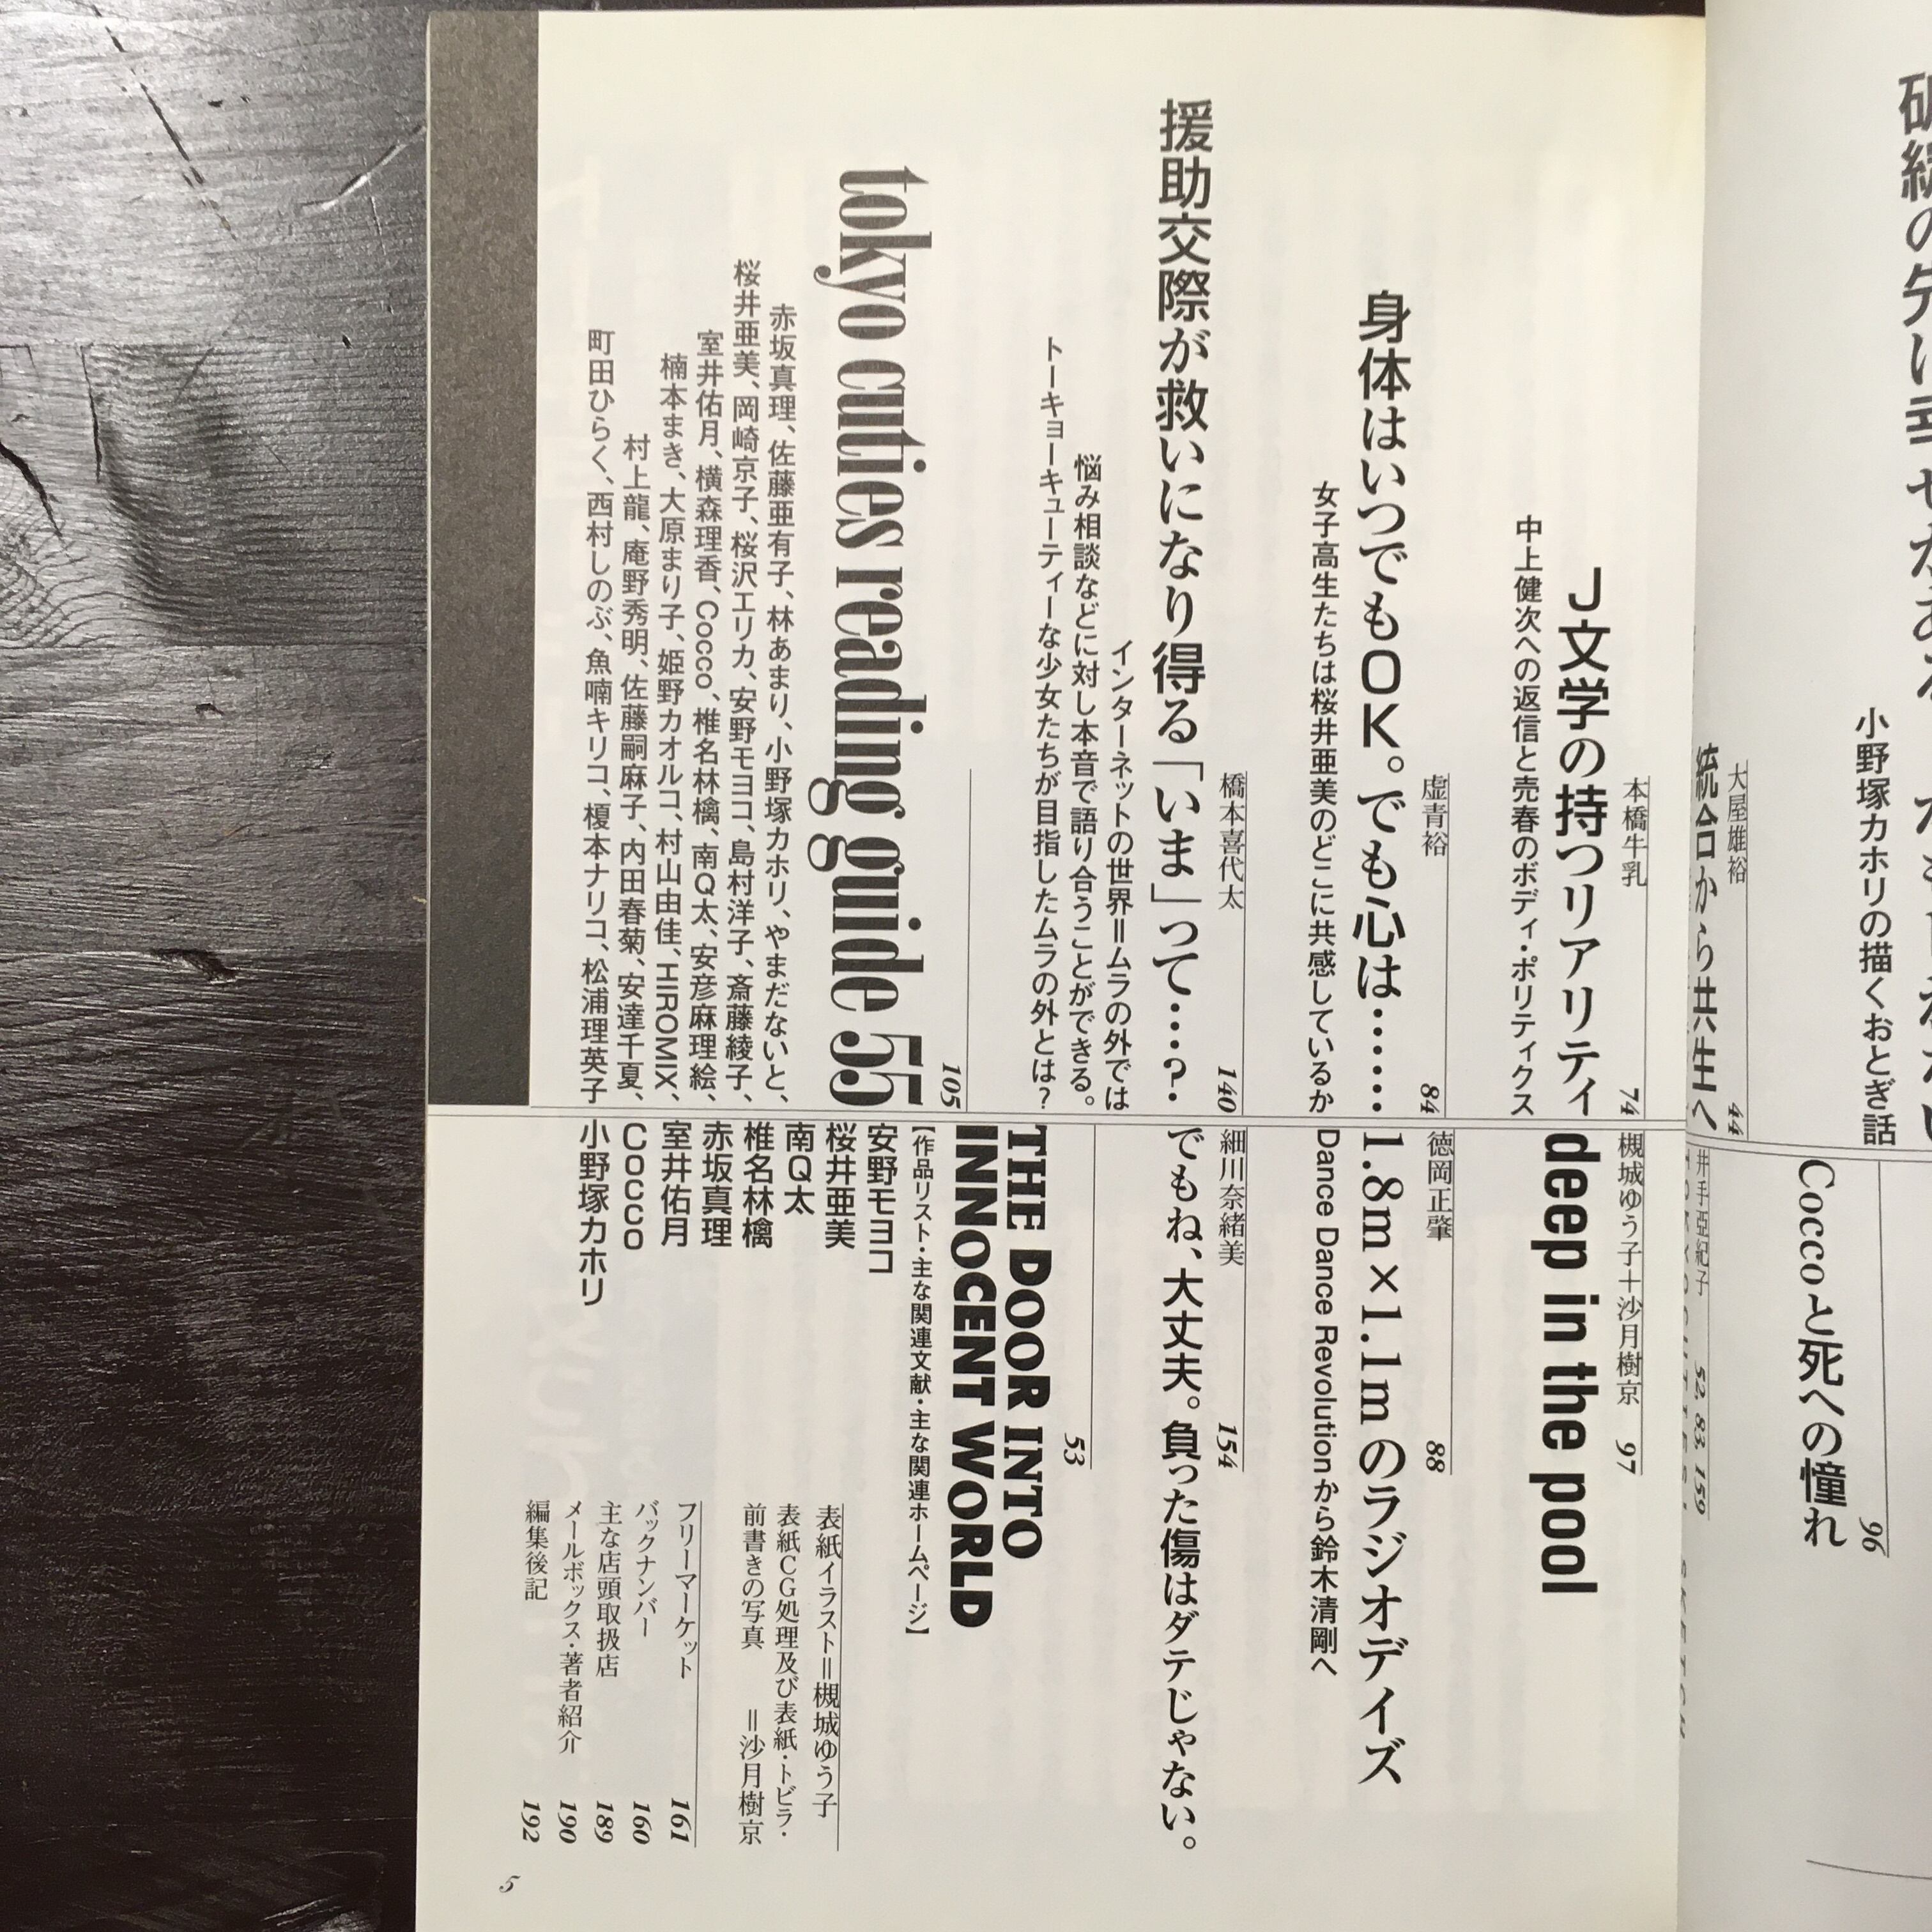 小野塚カホリの描くおとぎ話
大屋雄裕
44
統合から共生へ
Coccoと死への憧れ
96
井手亞紀子
52. 83. 159
本橋牛乳
74
J文学の持つリアリティ
中上健次への返信と売春のボディ・ポリティクス
虚青裕
84
身体はいつでもOK。でも心は……
女子高生たちは桜井亜美のどこに共感しているか
橋本喜代太
140
援助交際が救いになり得る「いま」って…？
インターネットの世界＝ムラの外では
悩み相談などに対し本音で語り合うことができる。
トーキョーキューティーな少女たちが目指したムラの外とは？
105
tokyo cuties reading guide 55
赤坂真理、佐藤亜有子、林あまり、小野塚カホリ、やまだないと、
桜井亜美、岡崎京子、桜沢エリカ、安野モヨコ、島村洋子、斎藤綾子、
室井佑月、横森理香、Cocco、椎名林檎、南Q太、安彦麻理絵、
楠本まき、大原まり子、姫野カオルコ、村山由佳、HIROMIX、
村上龍、庵野秀明、佐藤嗣麻子、内田春菊、安達千夏、
町田ひらく、西村しのぶ、魚喃キリコ、榎本ナリコ、松浦理英子
槻城ゆう子＋沙月樹京
97
deep in the pool
徳岡正肇
88
1.8m×1.1mのラジオデイズ
Dance Dance Revolutionから鈴木清剛へ
細川奈緒美
154
でもね、大丈夫。負った傷はダテじゃない。
53
THE DOOR INTO
INNOCENT WORLD
【作品リスト・主な関連文献・主な関連ホームページ】
安野モヨコ
桜井亜美
南Q太
椎名林檎
赤坂真理
室井佑月
Cocco
小野塚カホリ
表紙イラスト＝槻城ゆう子
表紙CG処理及び表紙・トビラ・
前書きの写真　＝沙月樹京
フリーマーケット 161
バックナンバー 160
主な店頭取扱店 189
メールボックス・著者紹介 190
編集後記 192
5